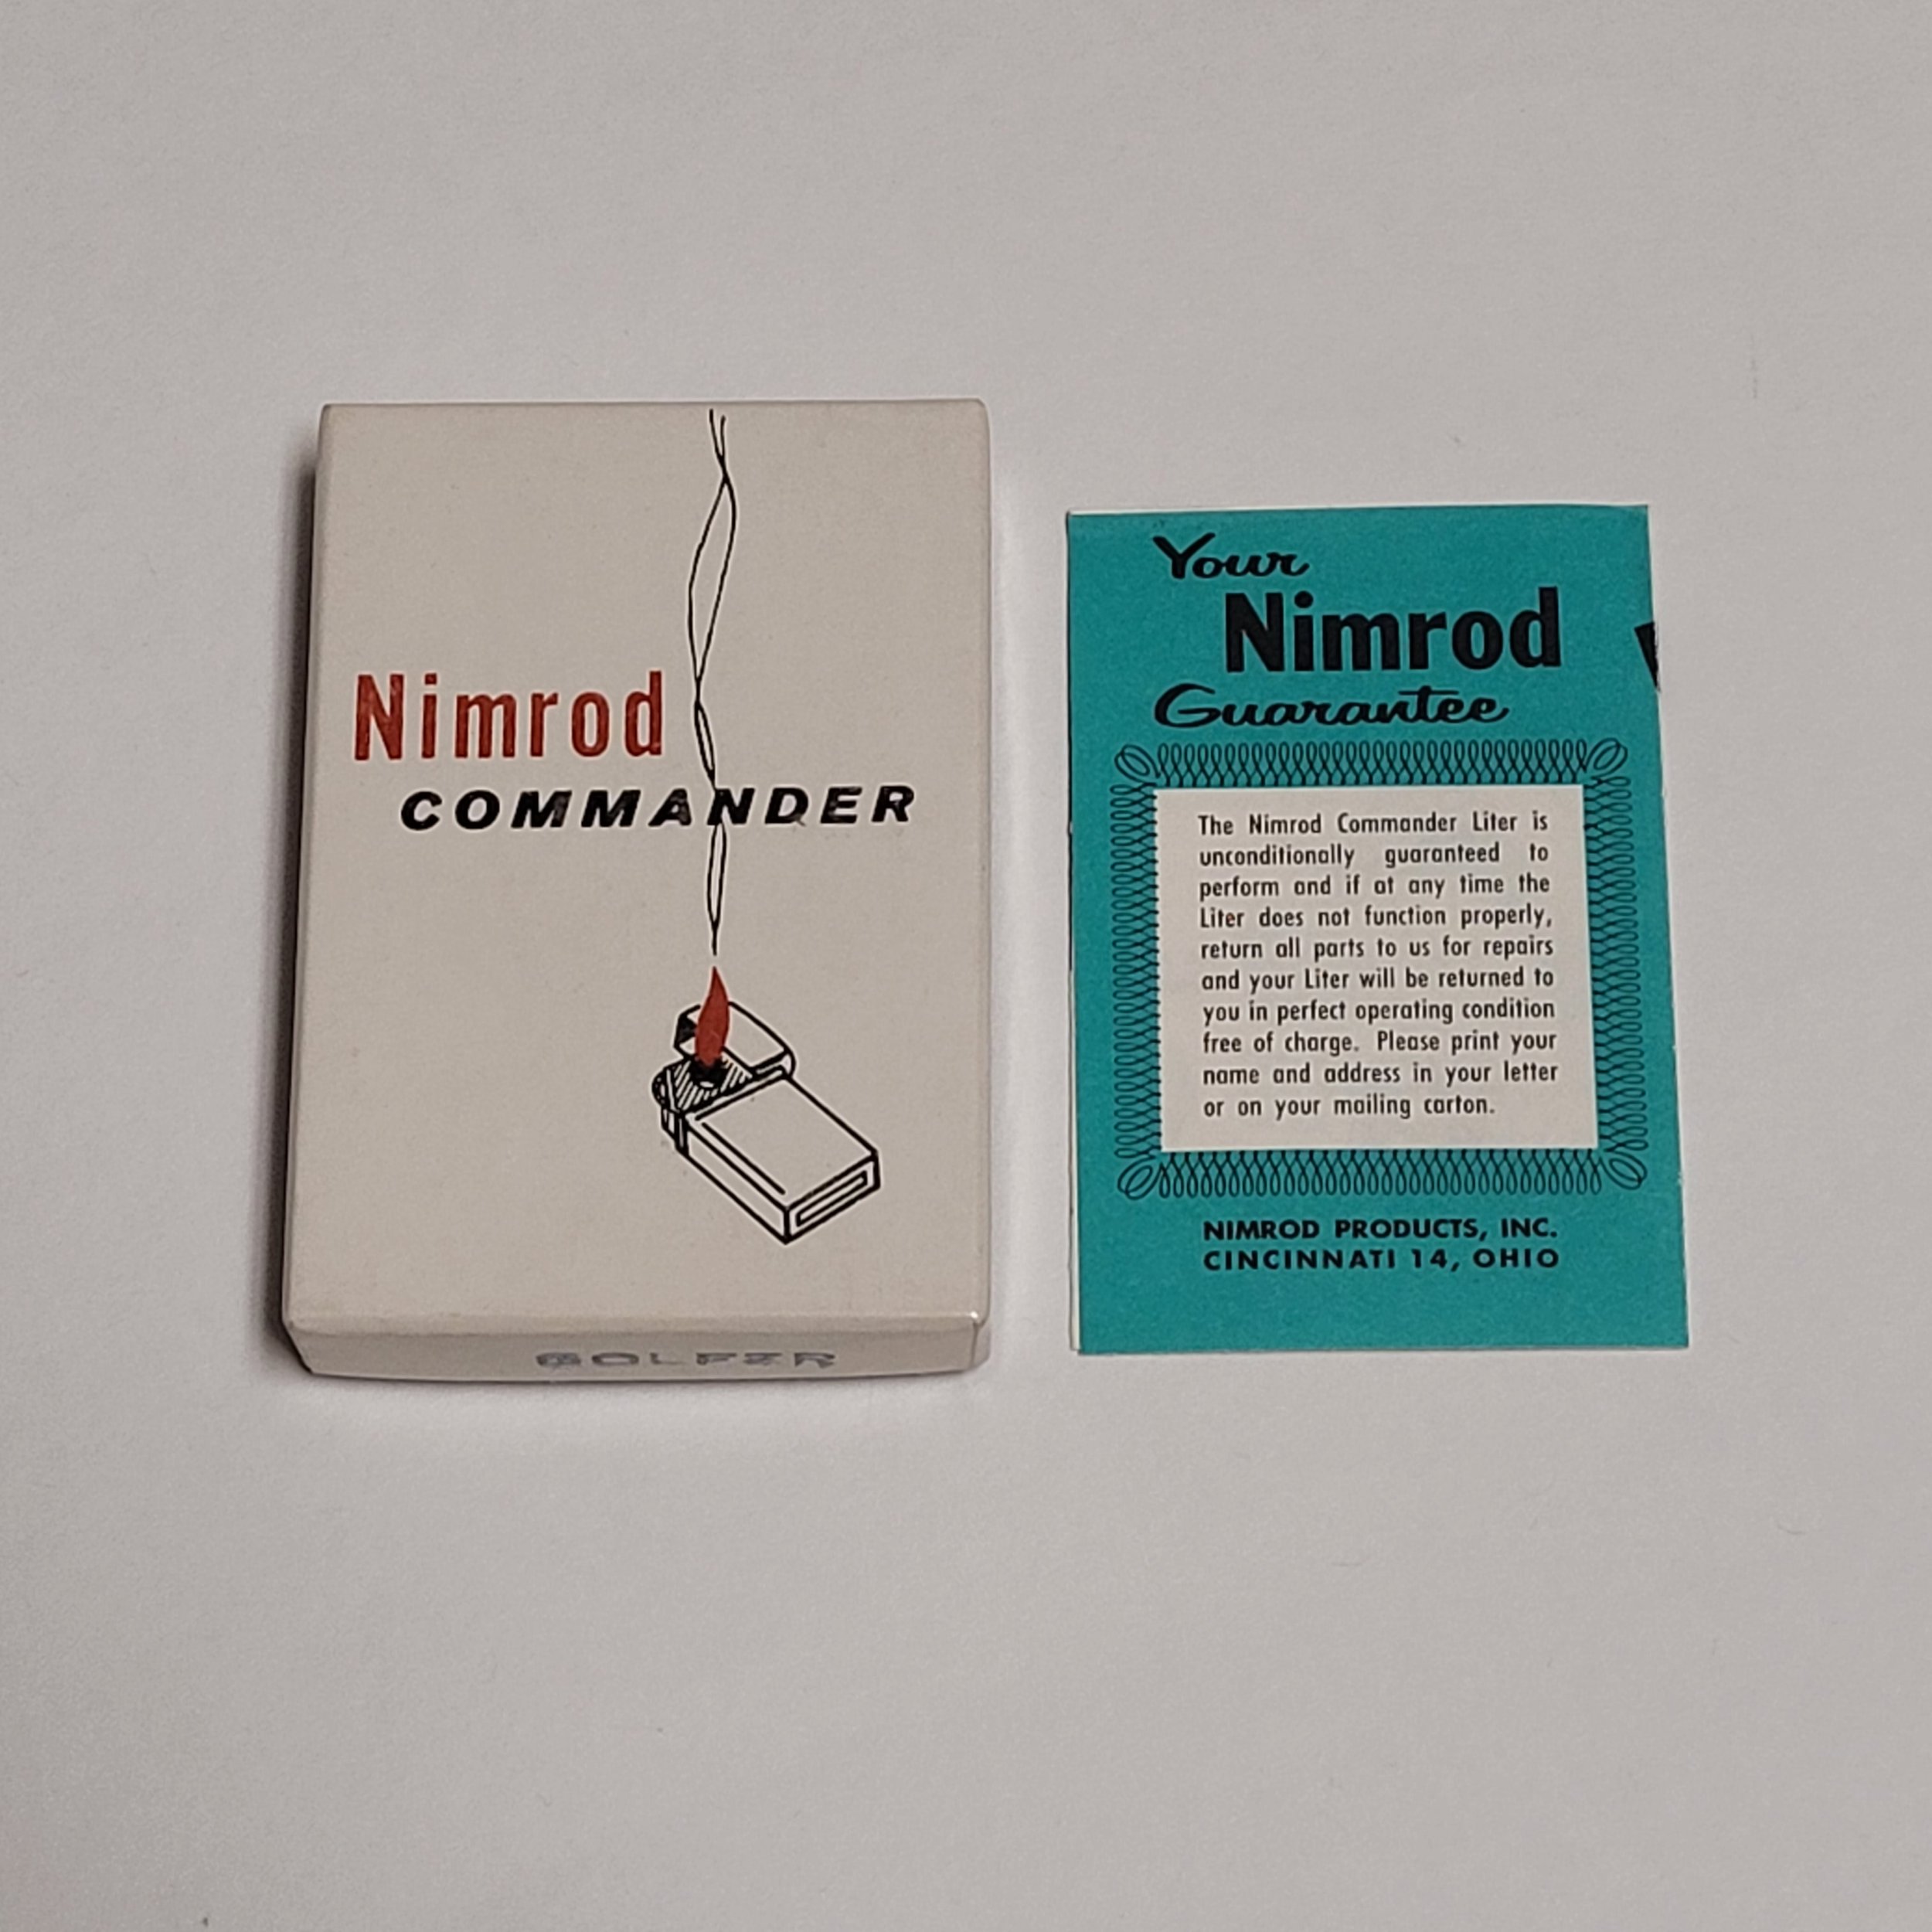 Nimrod
COMMANDER
GOLFER
Your
Nimrod
Guarantee
The Nimrod Commander Liter is
unconditionally guaranteed to
perform and if at any time the
Liter does not function properly,
return all parts to us for repairs
and your Liter will be returned to
you in perfect operating condition
free of charge. Please print your
name and address in your letter
or on your mailing carton.
NIMROD PRODUCTS, INC.
CINCINNATI 14, OHIO